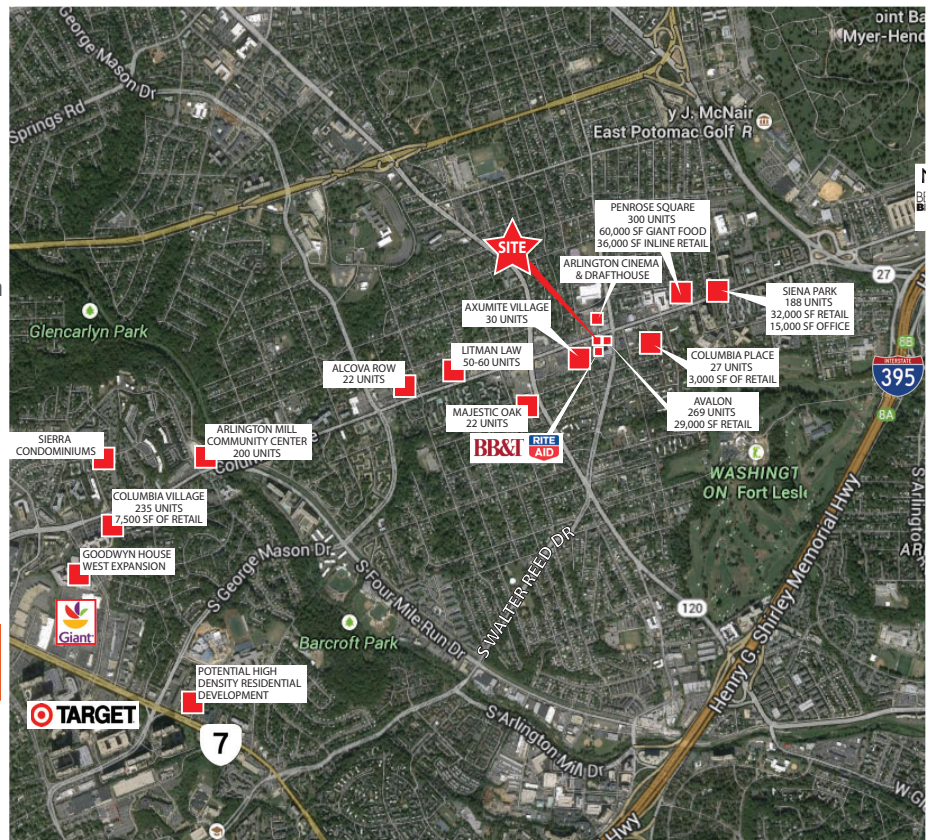 George Mason Dr
Springs Rd
oint Ba
Myer-Hend
y J. McNair
East Potomac Golf R
PENROSE SQUARE
300 UNITS
60,000 SF GIANT FOOD
36,000 SF INLINE RETAIL
SITE
ARLINGTON CINEMA
& DRAFTHOUSE
27
SIENA PARK
188 UNITS
32,000 SF RETAIL
15,000 SF OFFICE
AXUMITE VILLAGE
30 UNITS
Glencarlyn Park
LITMAN LAW
50-60 UNITS
COLUMBIA PLACE
27 UNITS
3,000 SF OF RETAIL
8B
INTERSTATE
395
ALCOVA ROW
22 UNITS
AVALON
269 UNITS
29,000 SF RETAIL
8A
MAJESTIC OAK
22 UNITS
BB&T
RITE
AID
SIERRA
CONDOMINIUMS
ARLINGTON MILL
COMMUNITY CENTER
200 UNITS
WASHINGT
ON Fort Lesl
COLUMBIA VILLAGE
235 UNITS
7,500 SF OF RETAIL
GOODWYN HOUSE
WEST EXPANSION
S George Mason Dr
S Four Mile Run Dr
S WALTER REED DR
Henry G. Shirley Memorial Hwy
S Arlington
AR
120
Giant
Barcroft Park
POTENTIAL HIGH
DENSITY RESIDENTIAL
DEVELOPMENT
TARGET
7
S Arlington Mill Dr
W Gl
Hwy